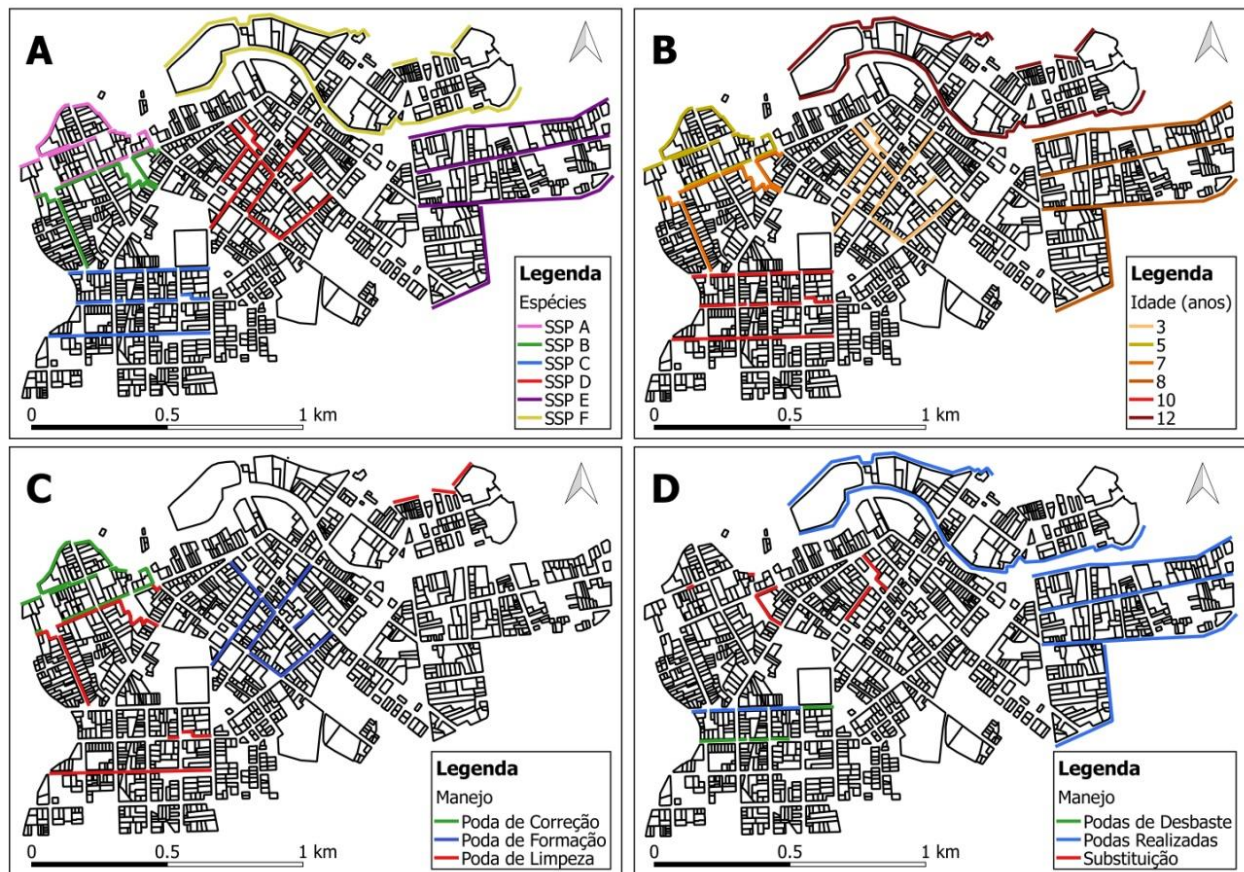 A
Legenda
Espécies
SSP A
SSP B
SSP C
SSP D
SSP E
SSP F
0 0.5 1 km
B
Legenda
Idade (anos)
3
5
7
8
10
12
0 0.5 1 km
C
Legenda
Manejo
Poda de Correção
Poda de Formação
Poda de Limpeza
0 0.5 1 km
D
Legenda
Manejo
Podas de Desbaste
Podas Realizadas
Substituição
0 0.5 1 km